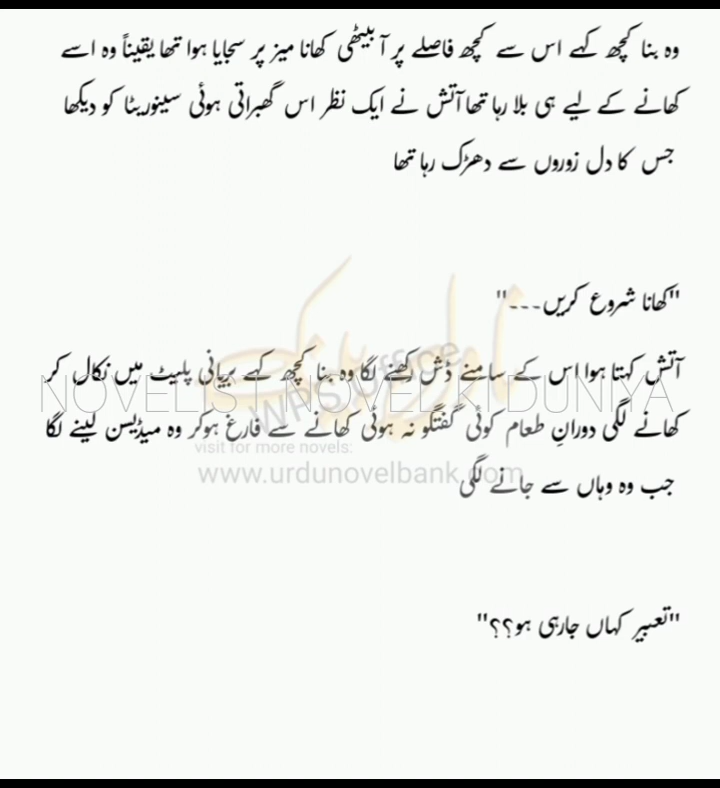 وہ بنا کچھ کہے اس سے کچھ فاصلے پر آ بیٹھی کھانا میز پر سجایا ہوا تھا یقیناً وہ اسے
کھانے کے لیے ہی بلا رہا تھا آتش نے ایک نظر اس گھبراتی ہوئی سینوریٹا کو دیکھا
جس کا دل زوروں سے دھڑک رہا تھا
"کھانا شروع کریں---"
آتش کہتا ہوا اس کے سامنے ڈش رکھنے لگا وہ بنا کچھ کہے بریانی پلیٹ میں نکال کر
NOVELIST NOVEL KI DUNIYA
WPS Office
کھانے لگی دورانِ طعام کوئی گفتگو نہ ہوئی کھانے سے فارغ ہوکر وہ میڈیسن لینے لگا
visit for more novels:
www.urdunovelbank.com
جب وہ وہاں سے جانے لگی
"تعبیر کہاں جارہی ہو؟؟"